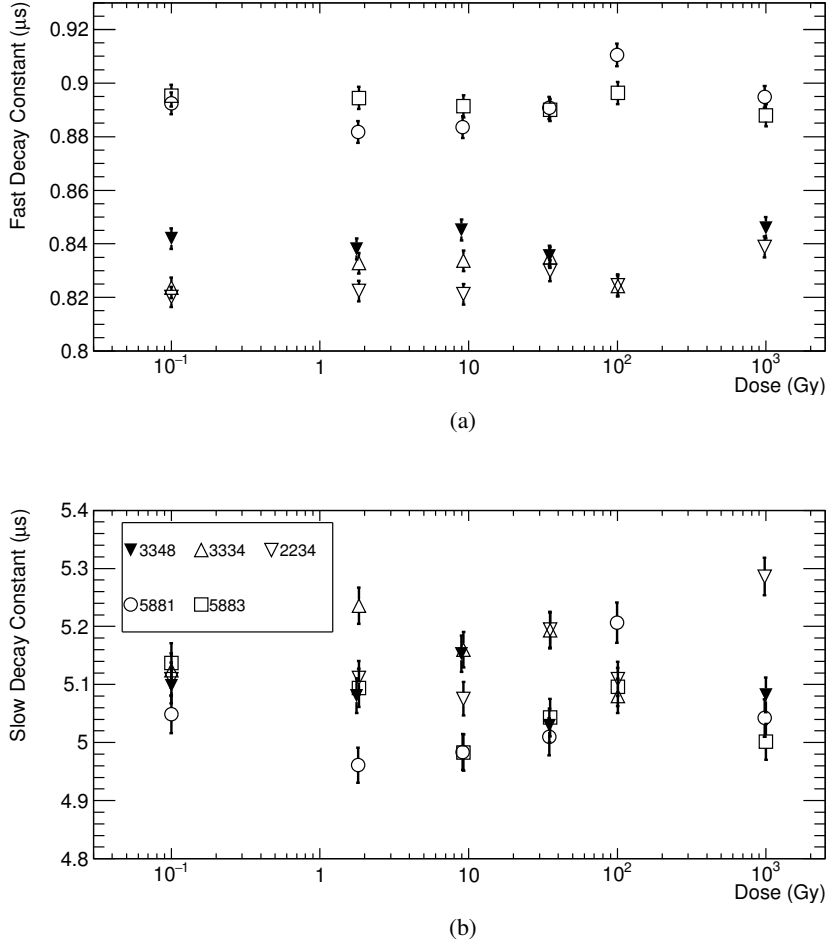 Fast Decay Constant (μs)
0.92
0.9
0.88
0.86
0.84
0.82
0.8
10⁻¹ 1 10 10² 10³
Dose (Gy)
(a)
Slow Decay Constant (μs)
5.4
5.3
5.2
5.1
5
4.9
4.8
3348 3334 2234
5881 5883
10⁻¹ 1 10 10² 10³
Dose (Gy)
(b)